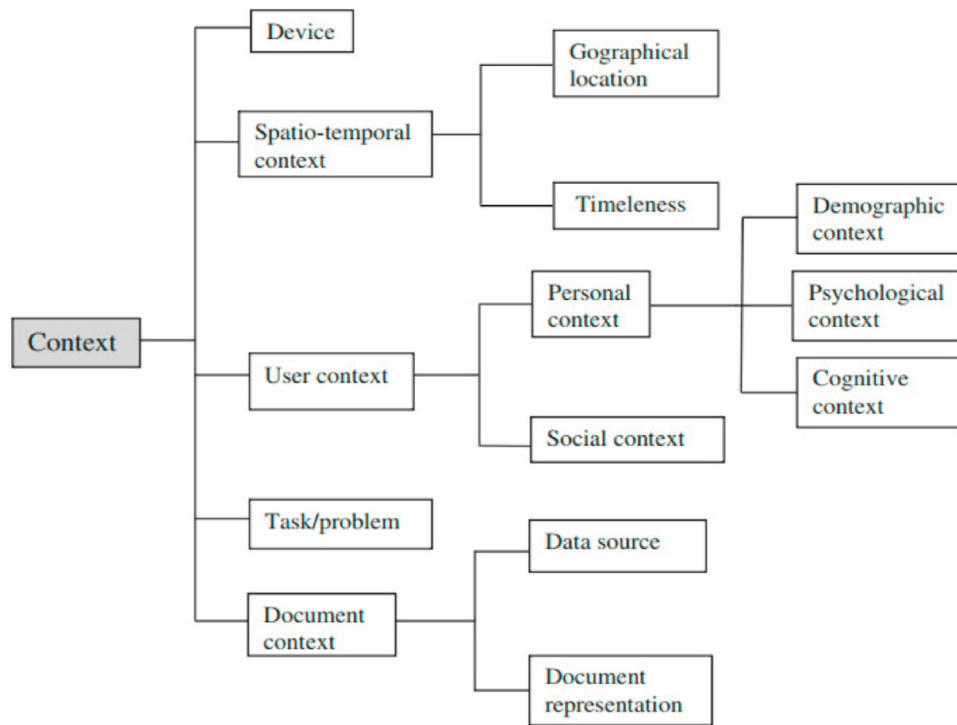 Device
Gographical
location
Spatio-temporal
context
Timeleness
Demographic
context
Personal
context
Psychological
context
Context
User context
Cognitive
context
Social context
Task/problem
Data source
Document
context
Document
representation